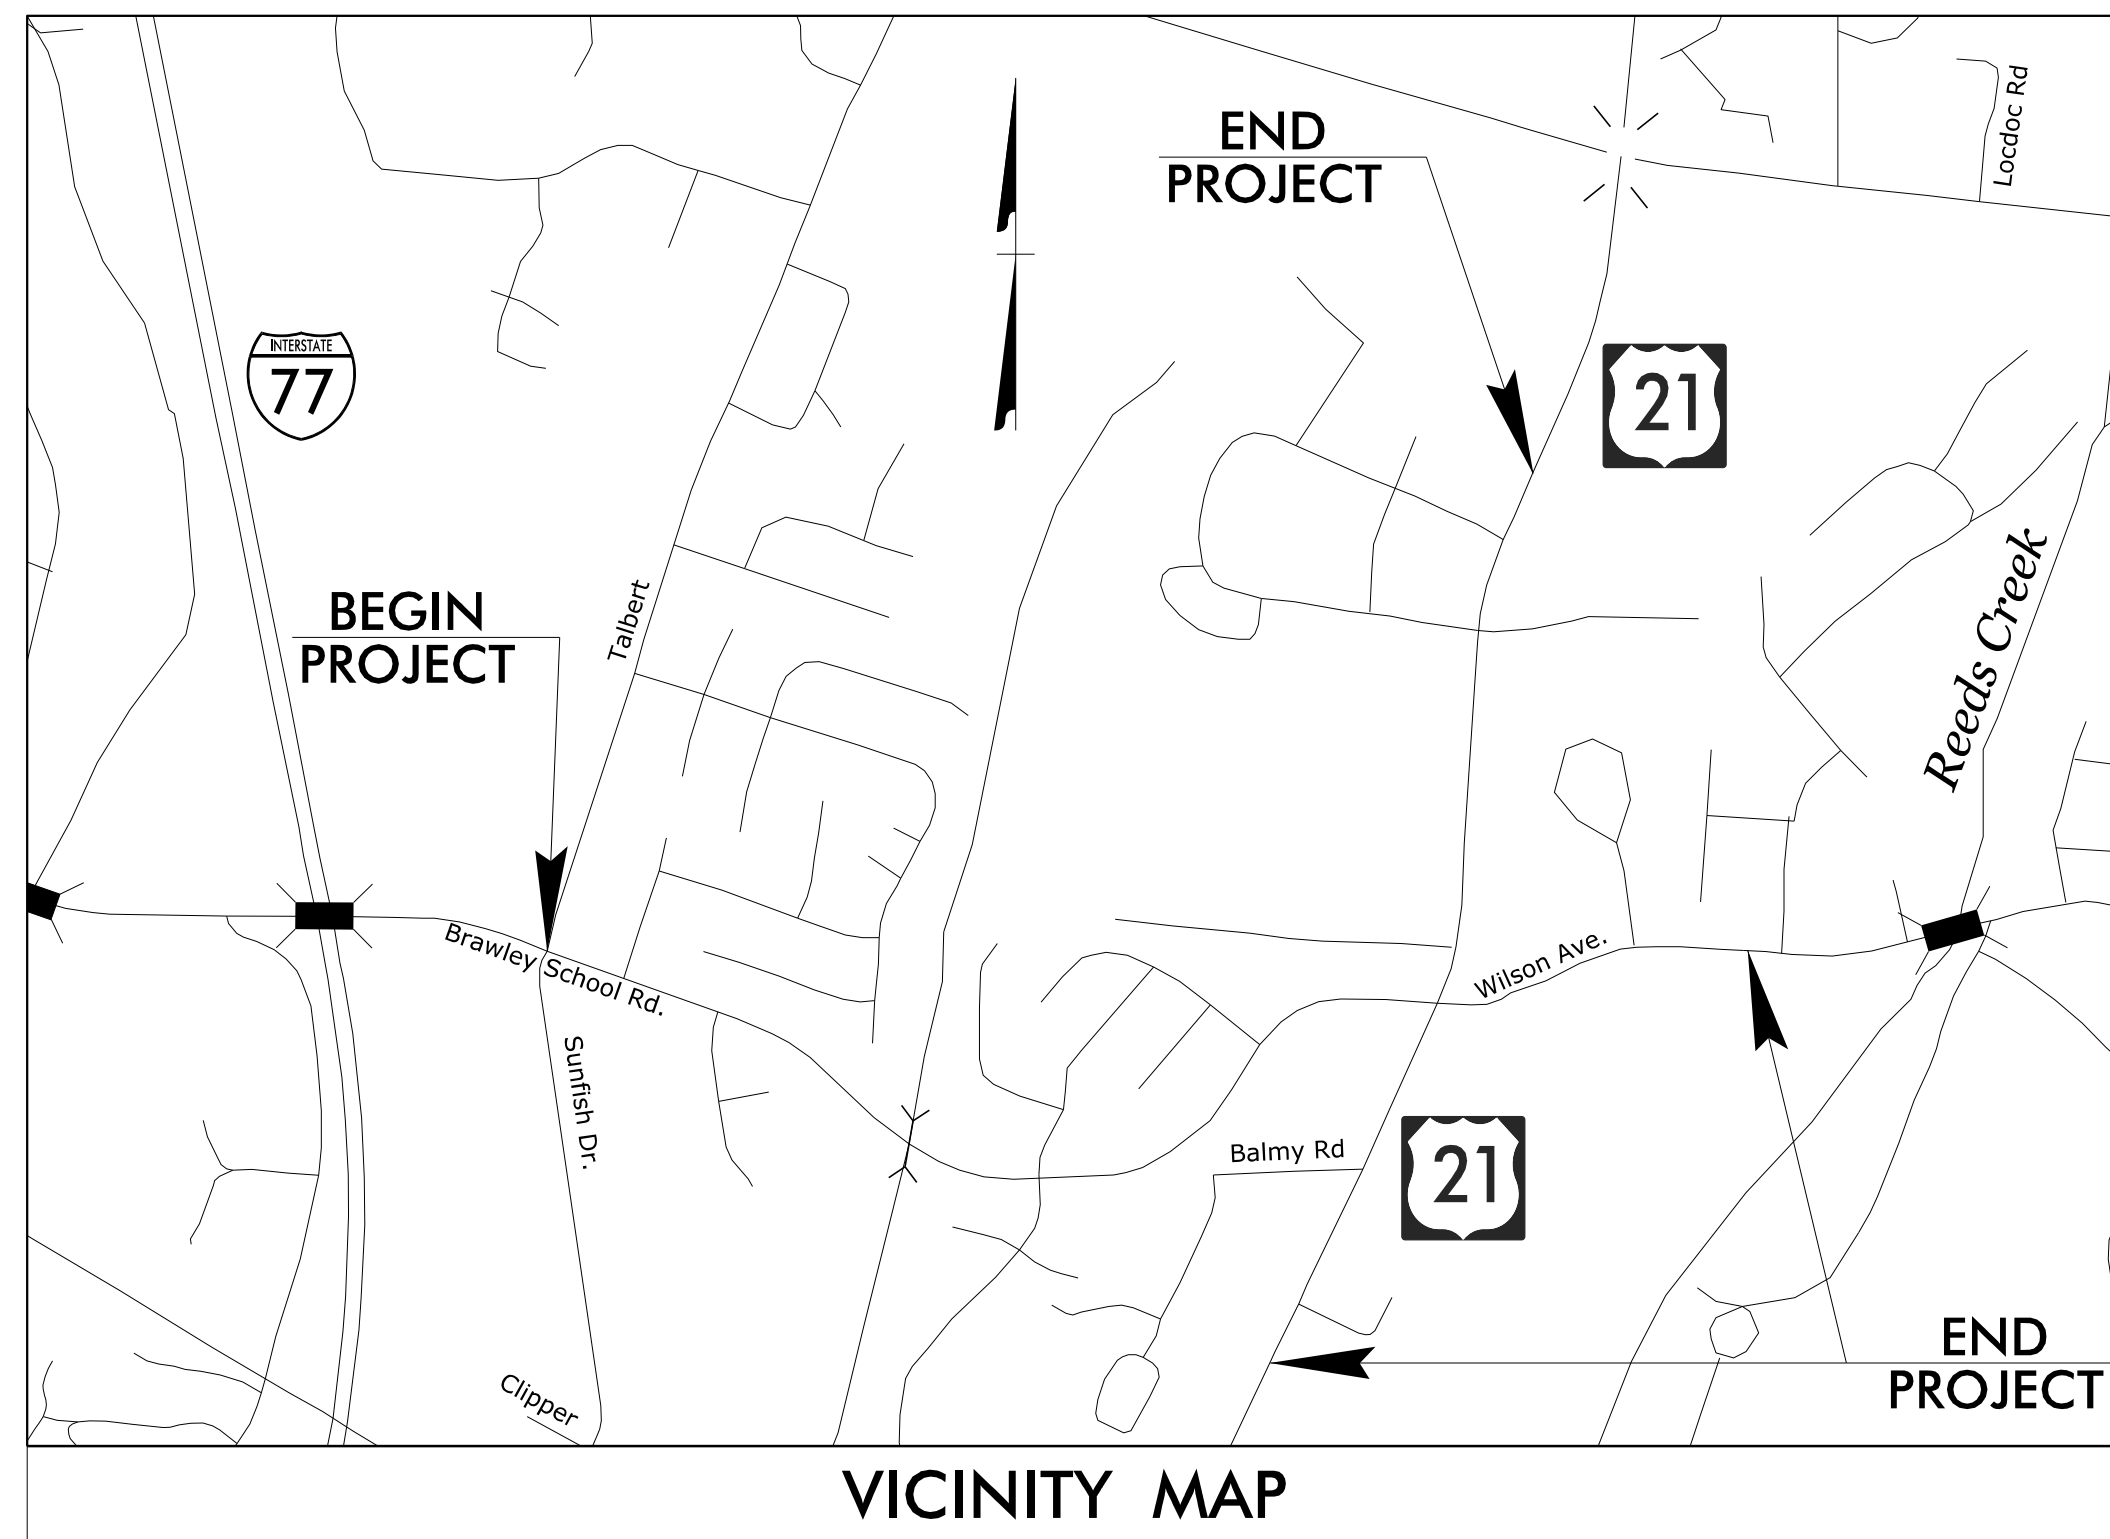 Locdoc Rd
END
PROJECT
INTERSTATE
77
21
BEGIN
PROJECT
Talbert
Reeds Creek
Brawley School Rd.
Wilson Ave.
Sunfish Dr.
Balmy Rd
21
END
PROJECT
Clipper
VICINITY MAP